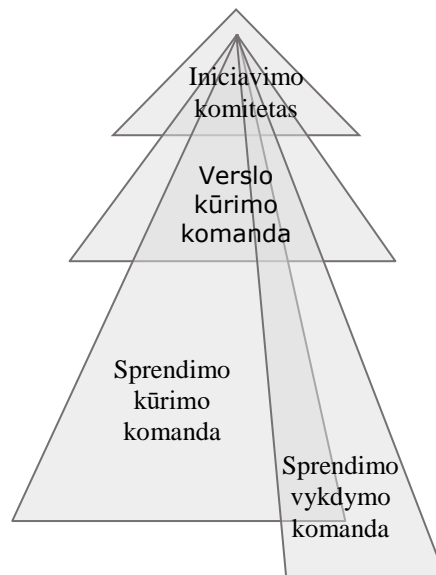 Iniciavimo
komitetas
Verslo
kūrimo
komanda
Sprendimo
kūrimo
komanda
Sprendimo
vykdymo
komanda